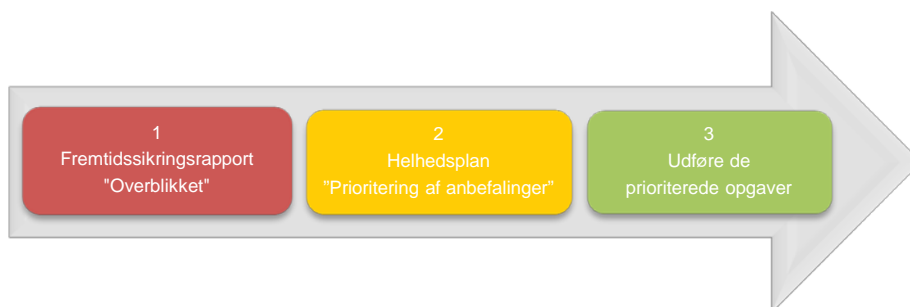 1
Fremtidssikringsrapport
"Overblikket"
2
Helhedsplan
”Prioritering af anbefalinger”
3
Udføre de
prioriterede opgaver